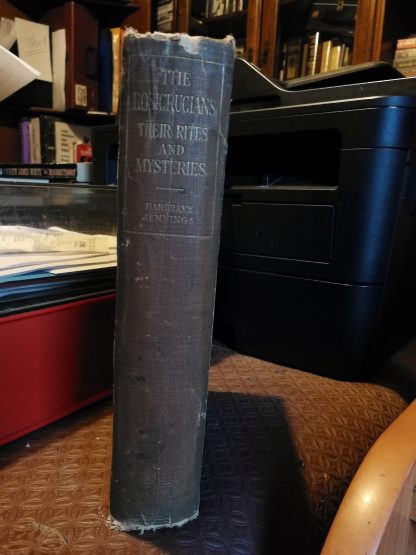 THE
ROSICRUCIANS
THEIR RITES
AND
MYSTERIES
HARGRAVE
JENNINGS